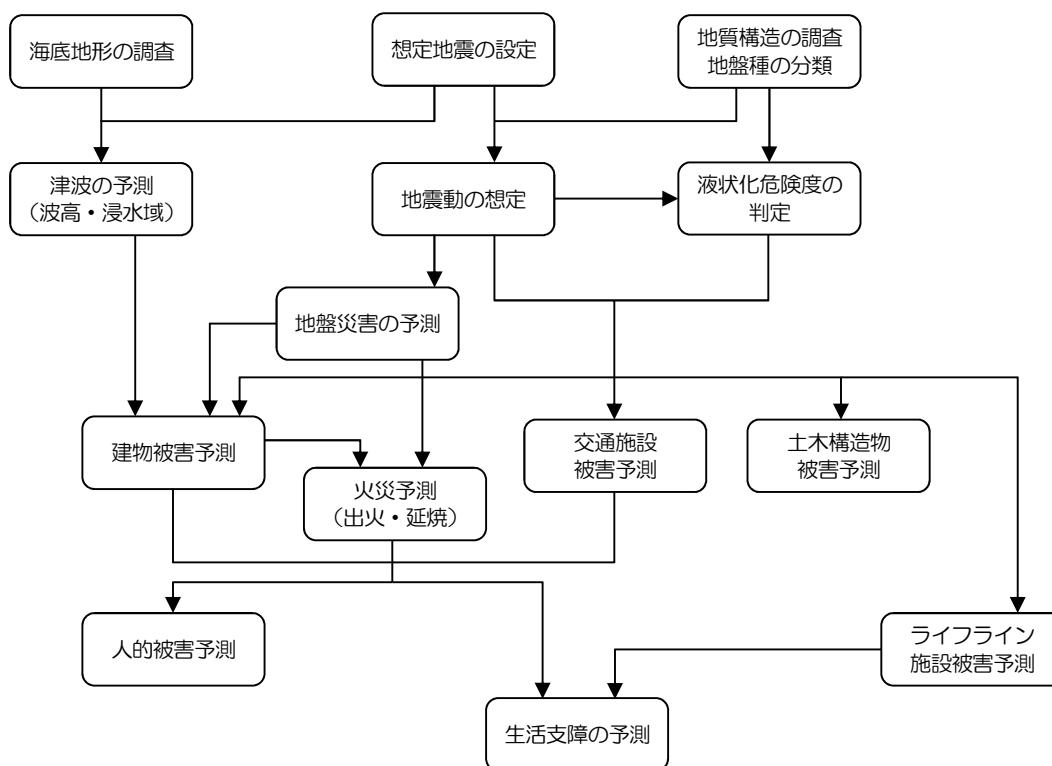 海底地形の調査
想定地震の設定
地質構造の調査
地盤種の分類
津波の予測
（波高・浸水域）
地震動の想定
液状化危険度の
判定
地盤災害の予測
建物被害予測
火災予測
（出火・延焼）
交通施設
被害予測
土木構造物
被害予測
人的被害予測
ライフライン
施設被害予測
生活支障の予測